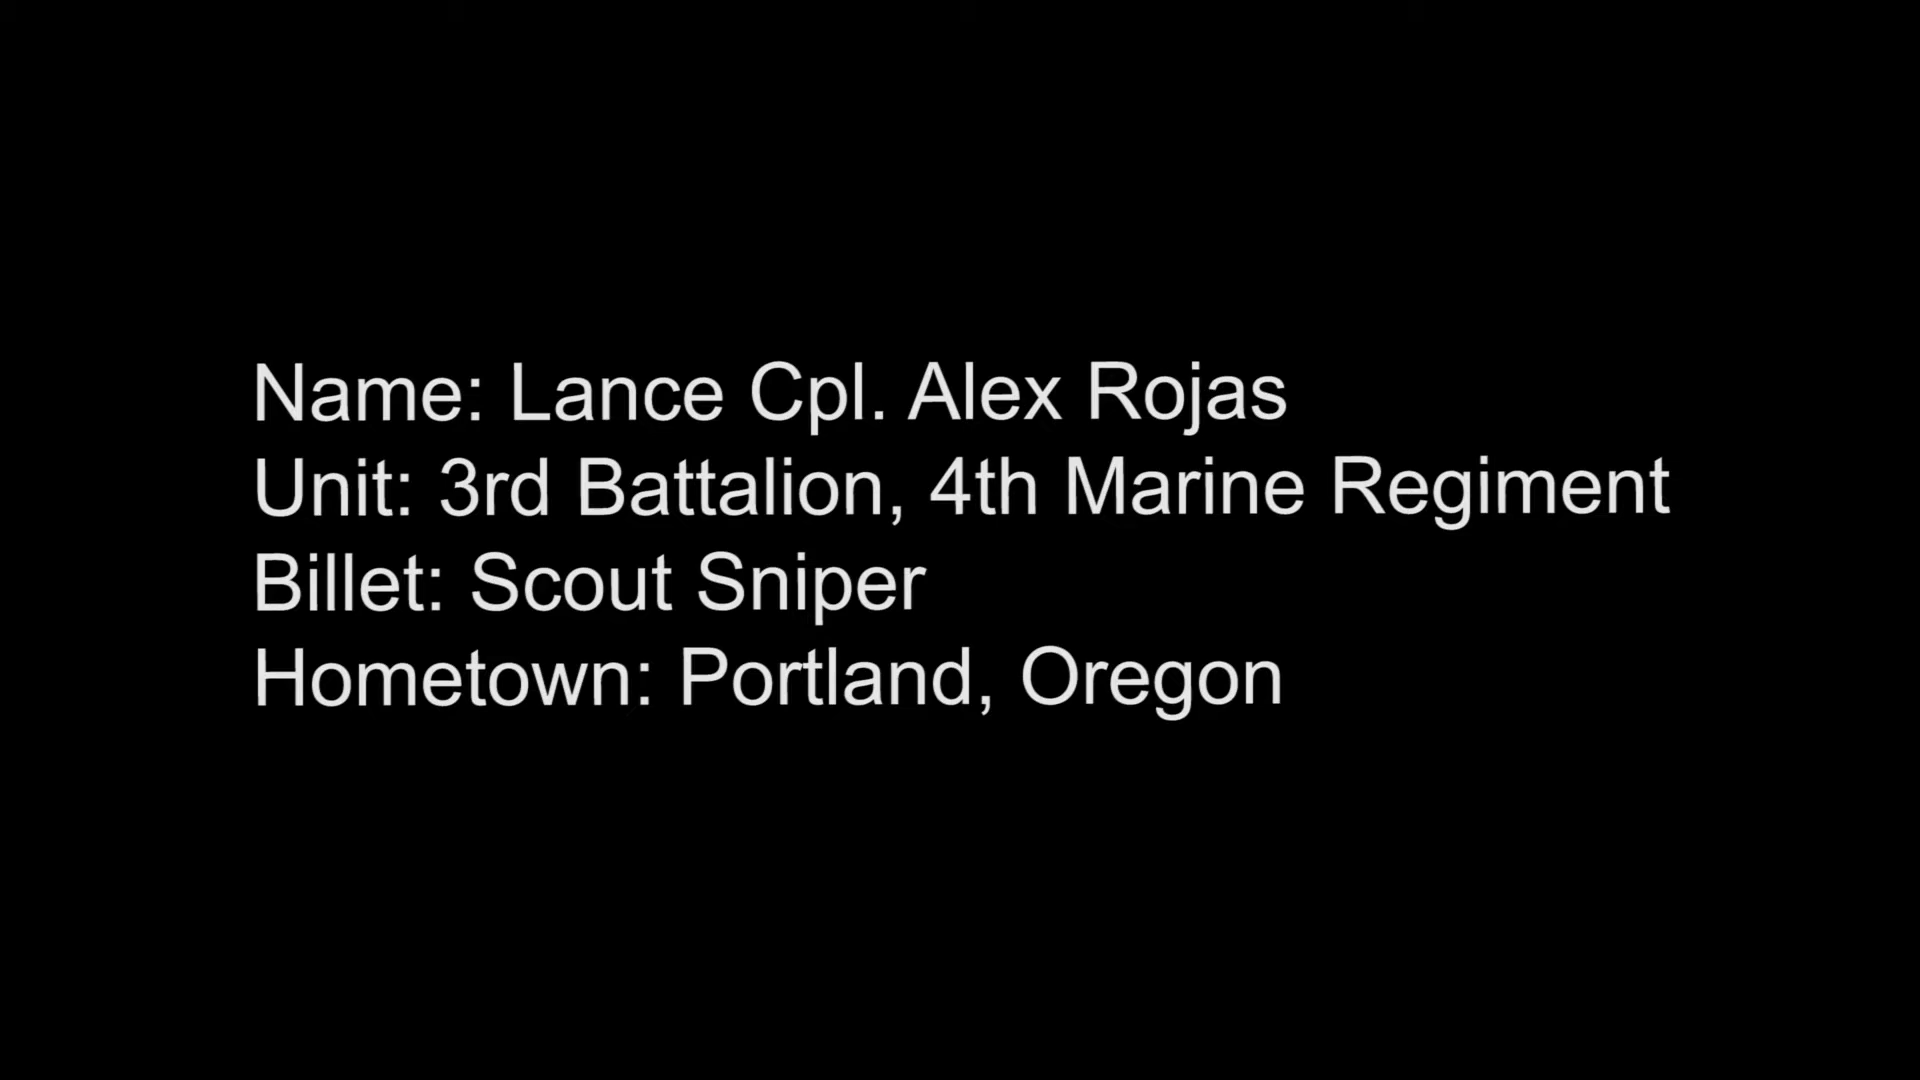 Name: Lance Cpl. Alex Rojas
Unit: 3rd Battalion, 4th Marine Regiment
Billet: Scout Sniper
Hometown: Portland, Oregon